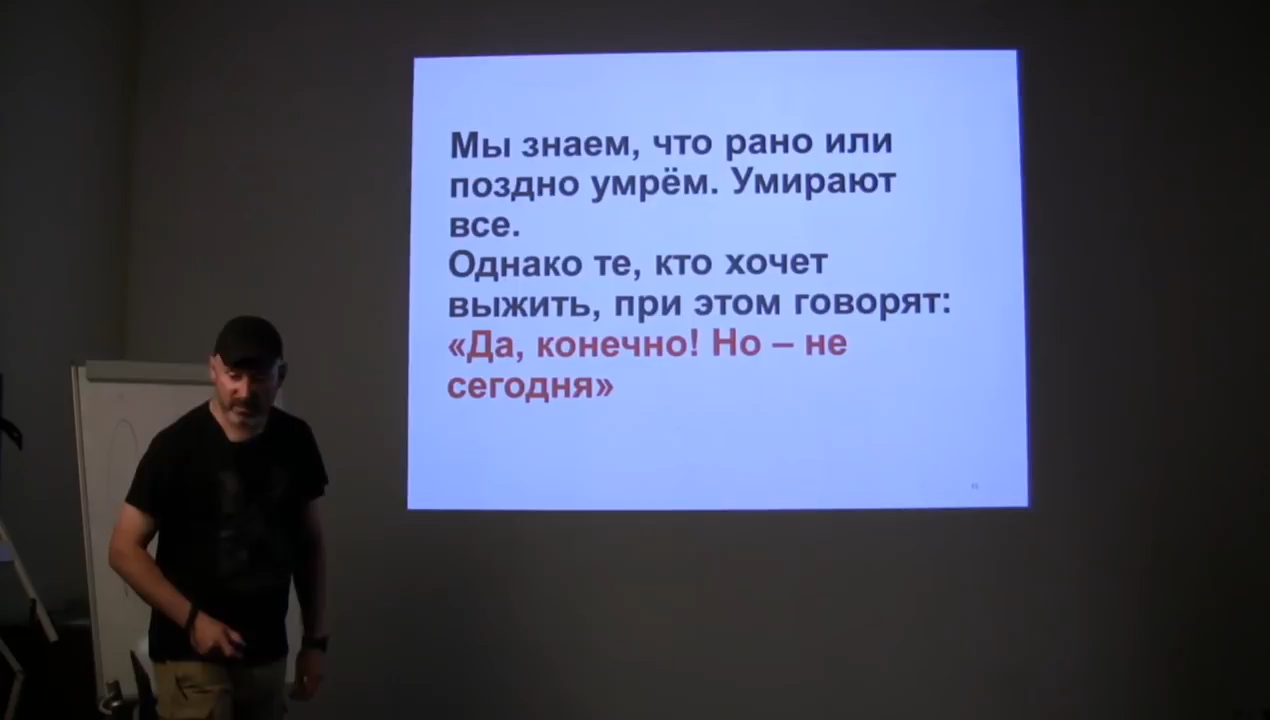 Мы знаем, что рано или
поздно умрём. Умирают
все.
Однако те, кто хочет
выжить, при этом говорят:
«Да, конечно! Но – не
сегодня»